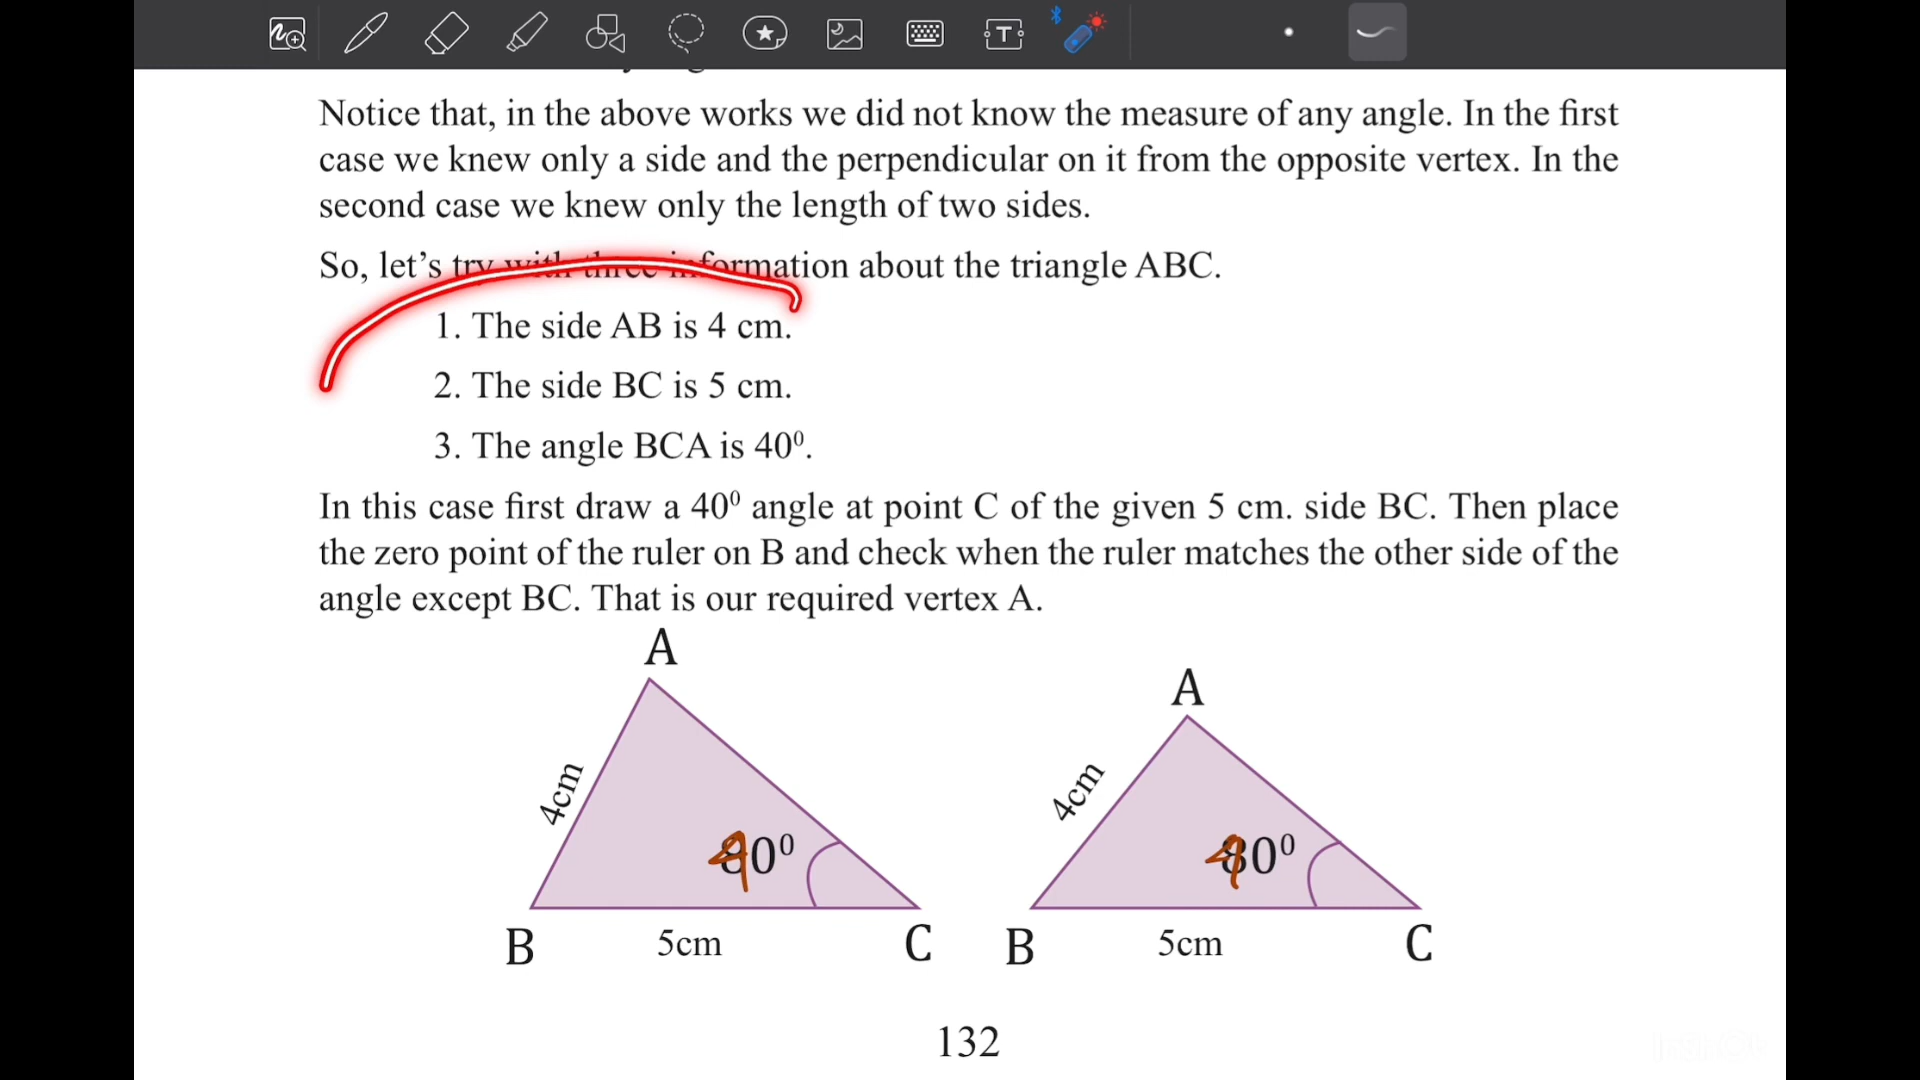 Notice that, in the above works we did not know the measure of any angle. In the first
case we knew only a side and the perpendicular on it from the opposite vertex. In the
second case we knew only the length of two sides.
So, let’s try with three information about the triangle ABC.
1. The side AB is 4 cm.
2. The side BC is 5 cm.
3. The angle BCA is 40⁰.
In this case first draw a 40⁰ angle at point C of the given 5 cm. side BC. Then place
the zero point of the ruler on B and check when the ruler matches the other side of the
angle except BC. That is our required vertex A.
A
4cm
40⁰
B
5cm
C
A
4cm
40⁰
B
5cm
C
132